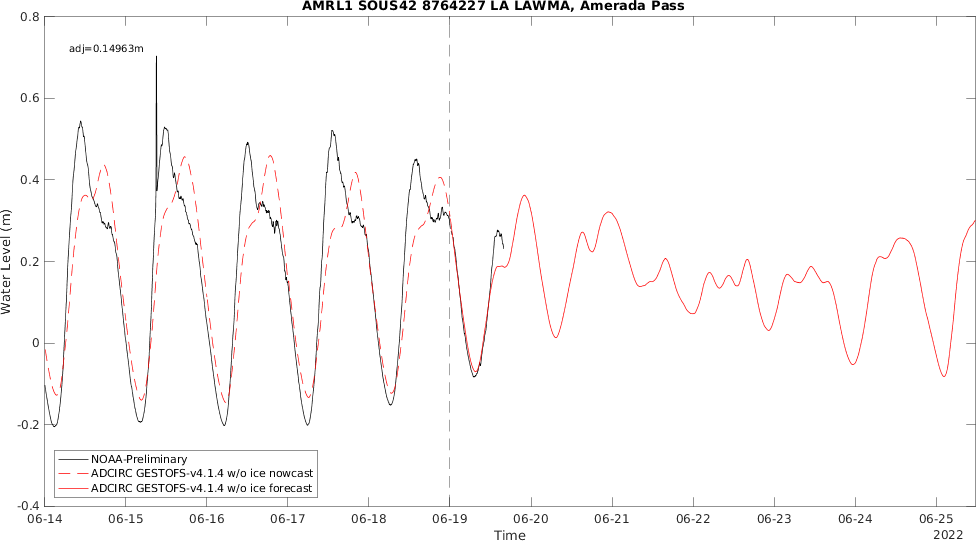 AMRL1 SOUS42 8764227 LA LAWMA, Amerada Pass
adj=0.14963m
0.8
0.6
0.4
0.2
0
-0.2
-0.4
Water Level (m)
NOAA-Preliminary
ADCIRC GESTOFS-v4.1.4 w/o ice nowcast
ADCIRC GESTOFS-v4.1.4 w/o ice forecast
06-14 06-15 06-16 06-17 06-18 06-19 06-20 06-21 06-22 06-23 06-24 06-25
Time
2022